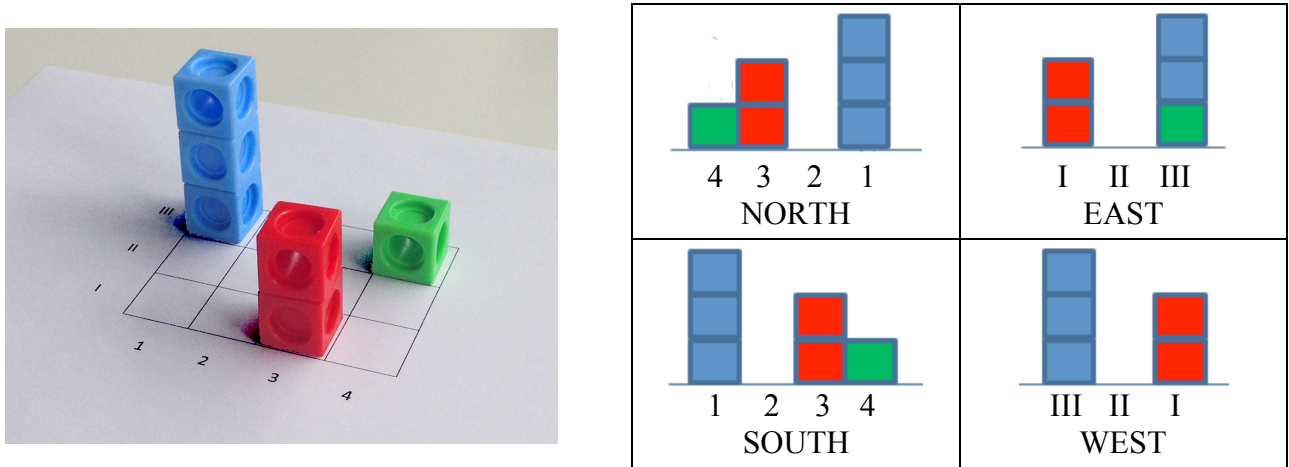 III
II
I
1
2
3
4
4 3 2 1
NORTH
I II III
EAST
1 2 3 4
SOUTH
III II I
WEST